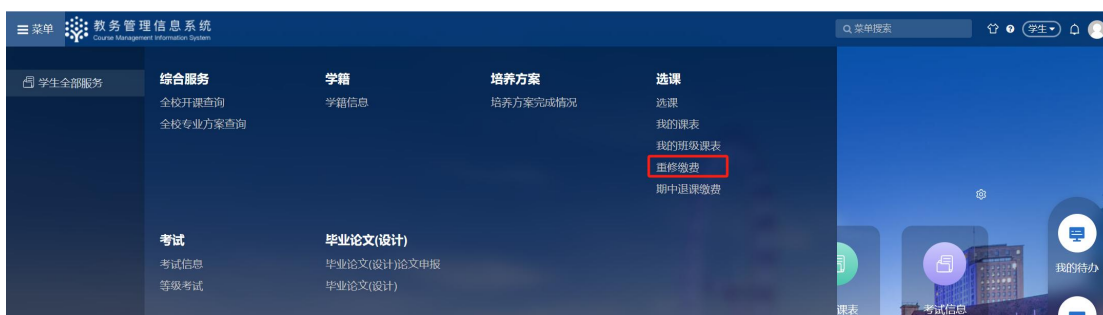 菜单
教务管理信息系统
Course Management Information System
菜单搜索
学生
学生全部服务
综合服务
全校开课查询
全校专业方案查询
学籍
学籍信息
培养方案
培养方案完成情况
选课
选课
我的课表
我的班级课表
重修缴费
期中退课缴费
考试
考试信息
等级考试
毕业论文(设计)
毕业论文(设计)论文申报
毕业论文(设计)
我的待办
课表
考试信息